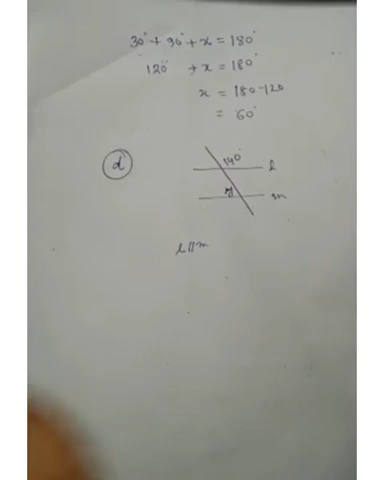 30° + 90° + x = 180°
120° + x = 180°
x = 180-120
= 60°
d
140°
l
y
m
l || m